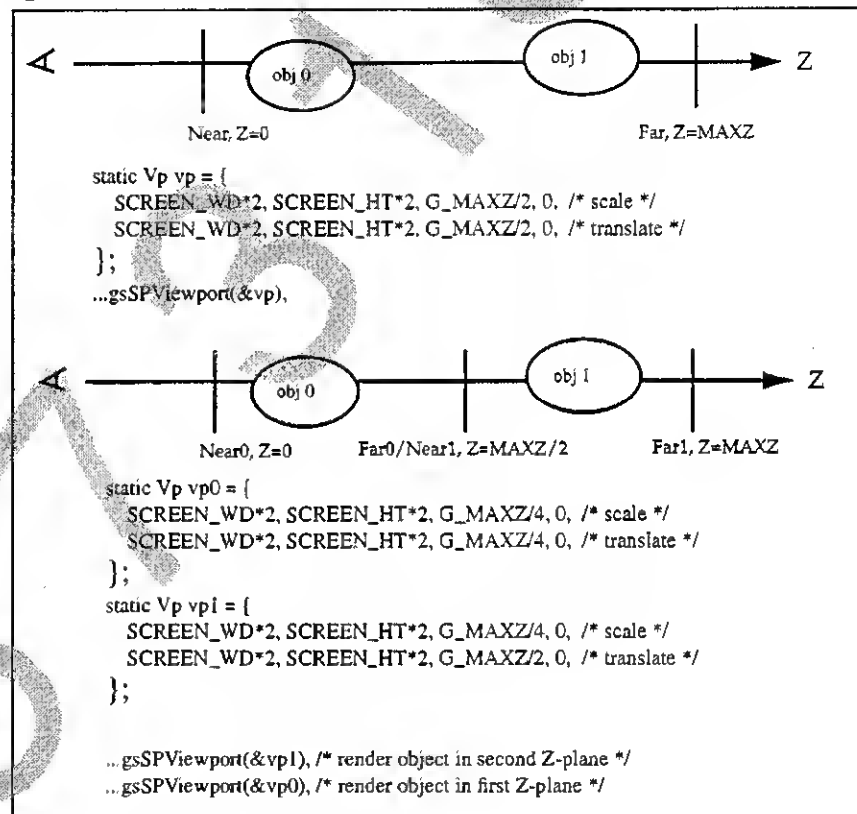 A
obj 0
obj 1
Z
Near, Z=0
Far, Z=MAXZ
static Vp vp = {
SCREEN_WD*2, SCREEN_HT*2, G_MAXZ/2, 0, /* scale */
SCREEN_WD*2, SCREEN_HT*2, G_MAXZ/2, 0, /* translate */
};
...gsSPViewport(&vp),
A
obj 0
obj 1
Z
Near0, Z=0
Far0/Near1, Z=MAXZ/2
Far1, Z=MAXZ
static Vp vp0 = {
SCREEN_WD*2, SCREEN_HT*2, G_MAXZ/4, 0, /* scale */
SCREEN_WD*2, SCREEN_HT*2, G_MAXZ/4, 0, /* translate */
};
static Vp vp1 = {
SCREEN_WD*2, SCREEN_HT*2, G_MAXZ/4, 0, /* scale */
SCREEN_WD*2, SCREEN_HT*2, G_MAXZ/2, 0, /* translate */
};
...gsSPViewport(&vp1), /* render object in second Z-plane */
...gsSPViewport(&vp0), /* render object in first Z-plane */